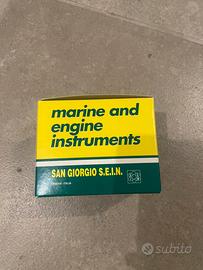 marine and
engine
instruments
SAN GIORGIO S.E.I.N.
subito